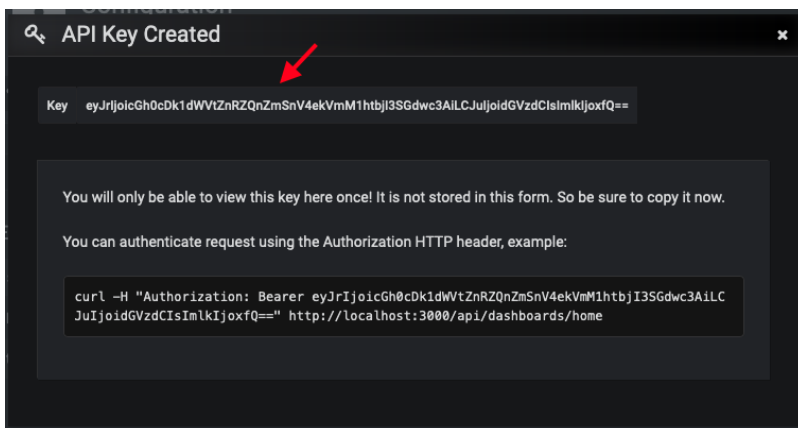 Configuration
API Key Created
Key eyJrIjoicGh0cDk1dWVtZnRZQnZmSnV4ekVmM1htbjI3SGdwc3AiLCJuIjoidGVzdCIsImlkIjoxfQ==
You will only be able to view this key here once! It is not stored in this form. So be sure to copy it now.
You can authenticate request using the Authorization HTTP header, example:
curl -H "Authorization: Bearer eyJrIjoicGh0cDk1dWVtZnRZQnZmSnV4ekVmM1htbjI3SGdwc3AiLC
JuIjoidGVzdCIsImlkIjoxfQ==" http://localhost:3000/api/dashboards/home